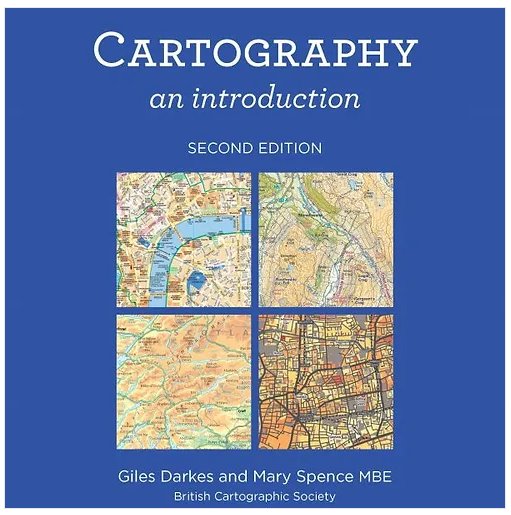 CARTOGRAPHY
an introduction
SECOND EDITION
Giles Darkes and Mary Spence MBE
British Cartographic Society